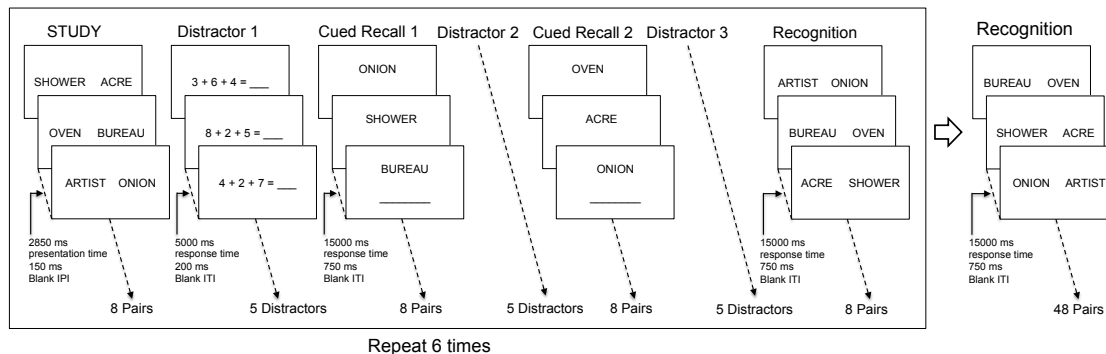 STUDY
SHOWER ACRE
OVEN BUREAU
ARTIST ONION
2850 ms
presentation time
150 ms
Blank IPI
8 Pairs
Distractor 1
3 + 6 + 4 = ___
8 + 2 + 5 = ___
4 + 2 + 7 = ___
5000 ms
response time
200 ms
Blank ITI
5 Distractors
Cued Recall 1
ONION
SHOWER
BUREAU
________
15000 ms
response time
750 ms
Blank ITI
8 Pairs
Distractor 2
5 Distractors
Cued Recall 2
OVEN
ACRE
ONION
________
8 Pairs
Distractor 3
5 Distractors
Recognition
ARTIST ONION
BUREAU OVEN
ACRE SHOWER
15000 ms
response time
750 ms
Blank ITI
8 Pairs
Repeat 6 times
Recognition
BUREAU OVEN
SHOWER ACRE
ONION ARTIST
15000 ms
response time
750 ms
Blank ITI
48 Pairs